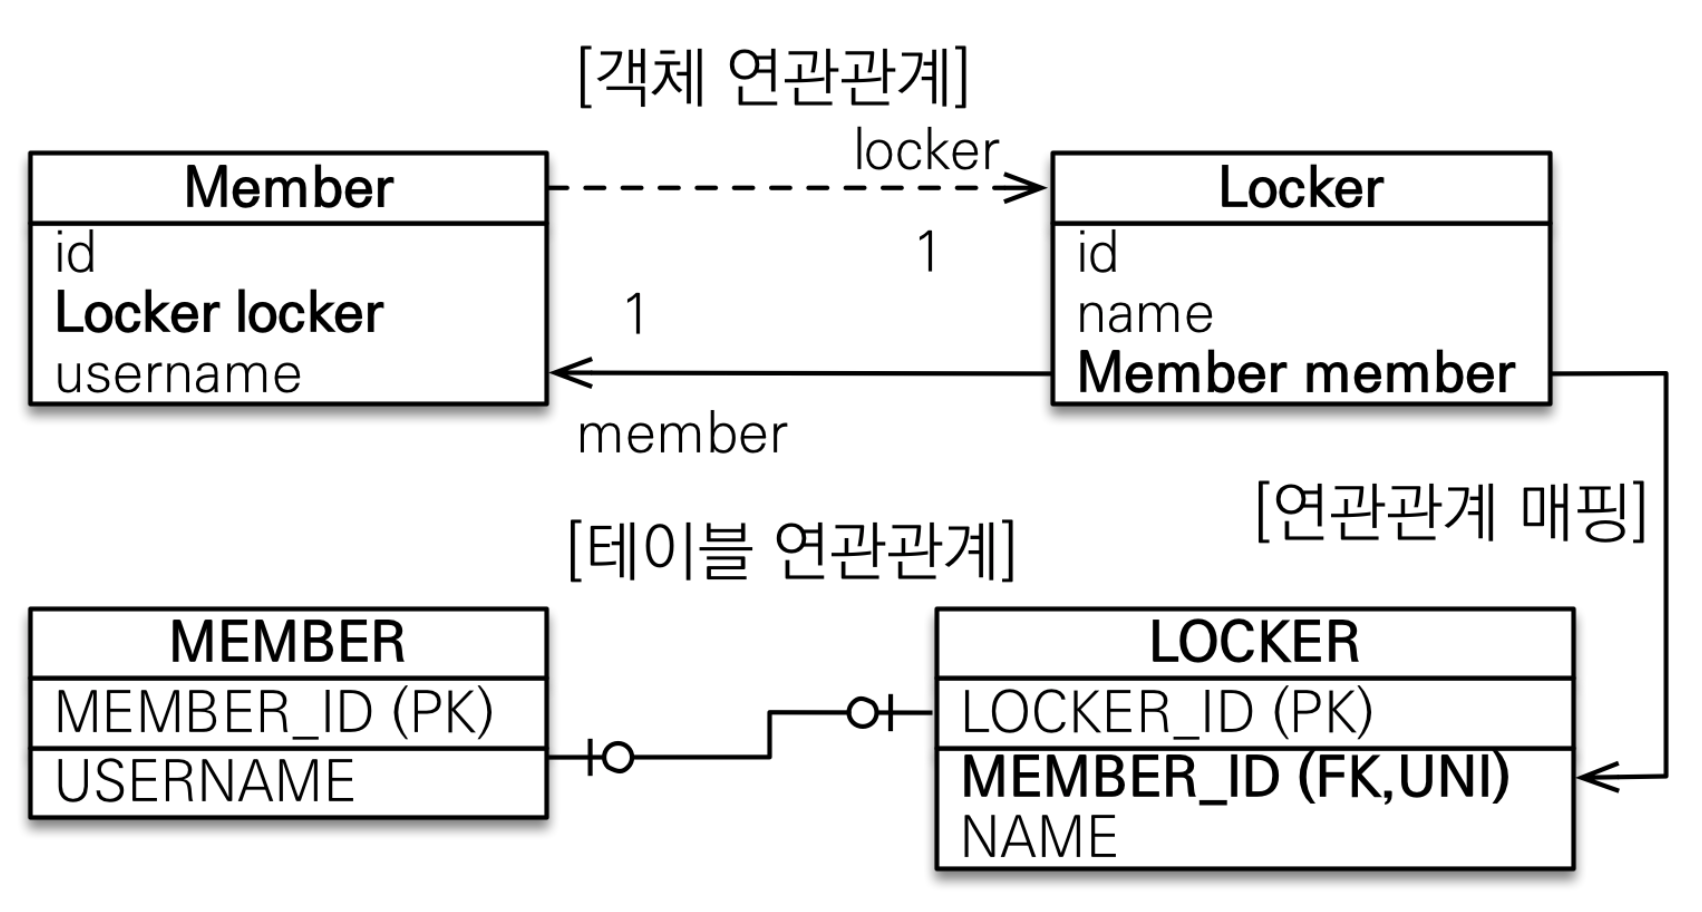 [객체 연관관계]
locker
Member
id
Locker locker
username
1
1
Locker
id
name
Member member
member
[연관관계 매핑]
[테이블 연관관계]
MEMBER
MEMBER_ID (PK)
USERNAME
LOCKER
LOCKER_ID (PK)
MEMBER_ID (FK,UNI)
NAME